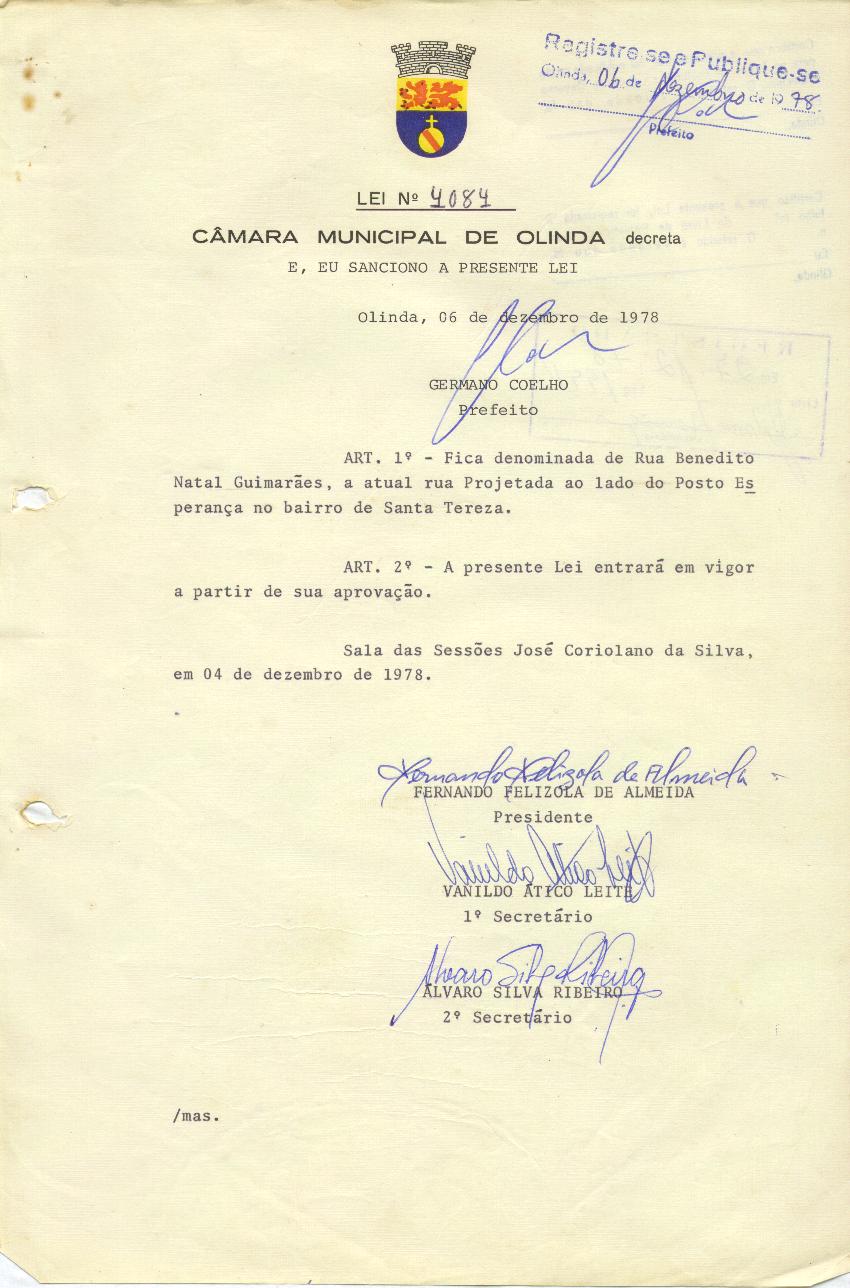 Registre-se e Publique-se
Olinda, 06 de Dezembro de 1978.
Prefeito
LEI Nº 4084
CÂMARA MUNICIPAL DE OLINDA decreta
E, EU SANCIONO A PRESENTE LEI
Olinda, 06 de dezembro de 1978
GERMANO COELHO
Prefeito
ART. 1º - Fica denominada de Rua Benedito
Natal Guimarães, a atual rua Projetada ao lado do Posto Es
perança no bairro de Santa Tereza.
ART. 2º - A presente Lei entrará em vigor
a partir de sua aprovação.
Sala das Sessões José Coriolano da Silva,
em 04 de dezembro de 1978.
Fernando Felizola de Almeida
FERNANDO FELIZOLA DE ALMEIDA
Presidente
Vanildo Ático Leite
VANILDO ÁTICO LEITE
1º Secretário
Alvaro Silva Ribeiro
ÁLVARO SILVA RIBEIRO
2º Secretário
/mas.